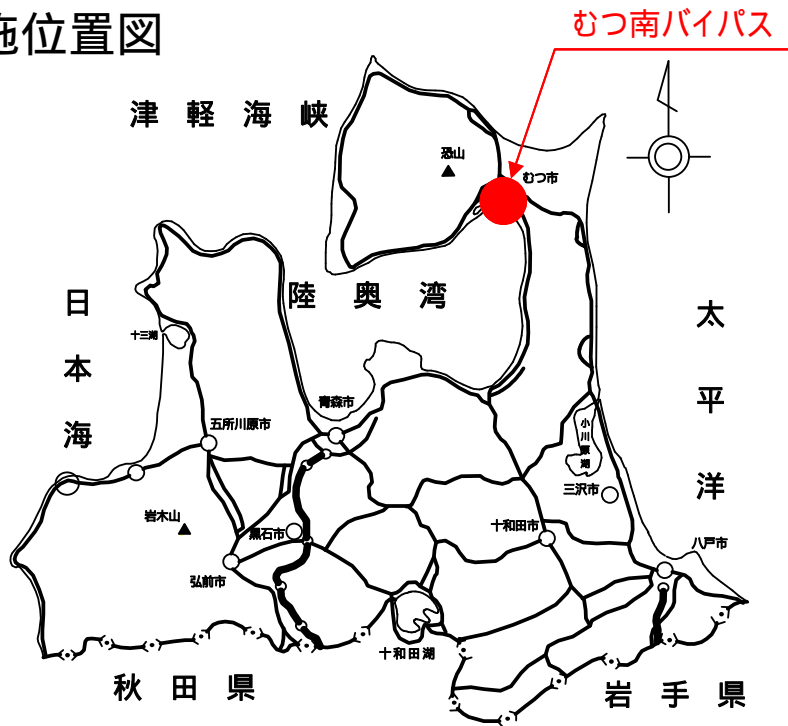 施位置図
むつ南バイパス
津軽海峡
恐山
むつ市
陸奥湾
日本海
太平洋
十三湖
青森市
五所川原市
小川原湖
三沢市
岩木山
黒石市
十和田市
八戸市
弘前市
十和田湖
秋田県
岩手県